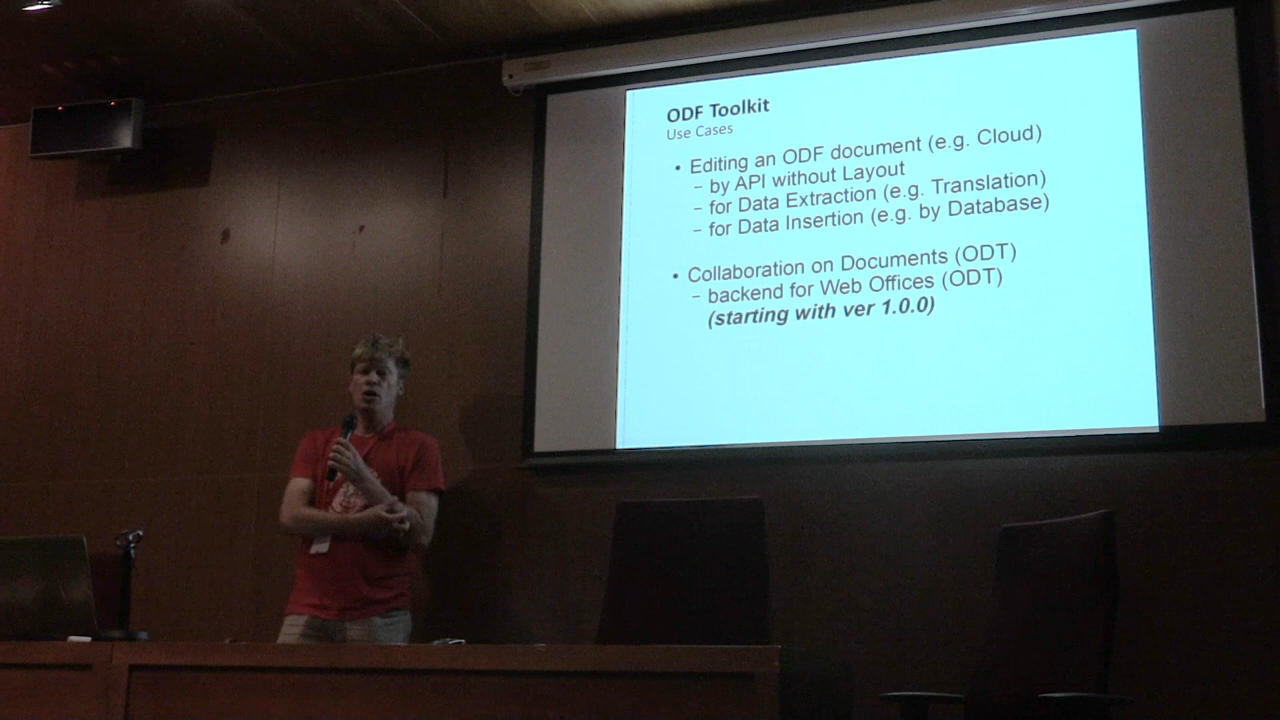 ODF Toolkit
Use Cases
• Editing an ODF document (e.g. Cloud)
– by API without Layout
– for Data Extraction (e.g. Translation)
– for Data Insertion (e.g. by Database)
• Collaboration on Documents (ODT)
– backend for Web Offices (ODT)
(starting with ver 1.0.0)